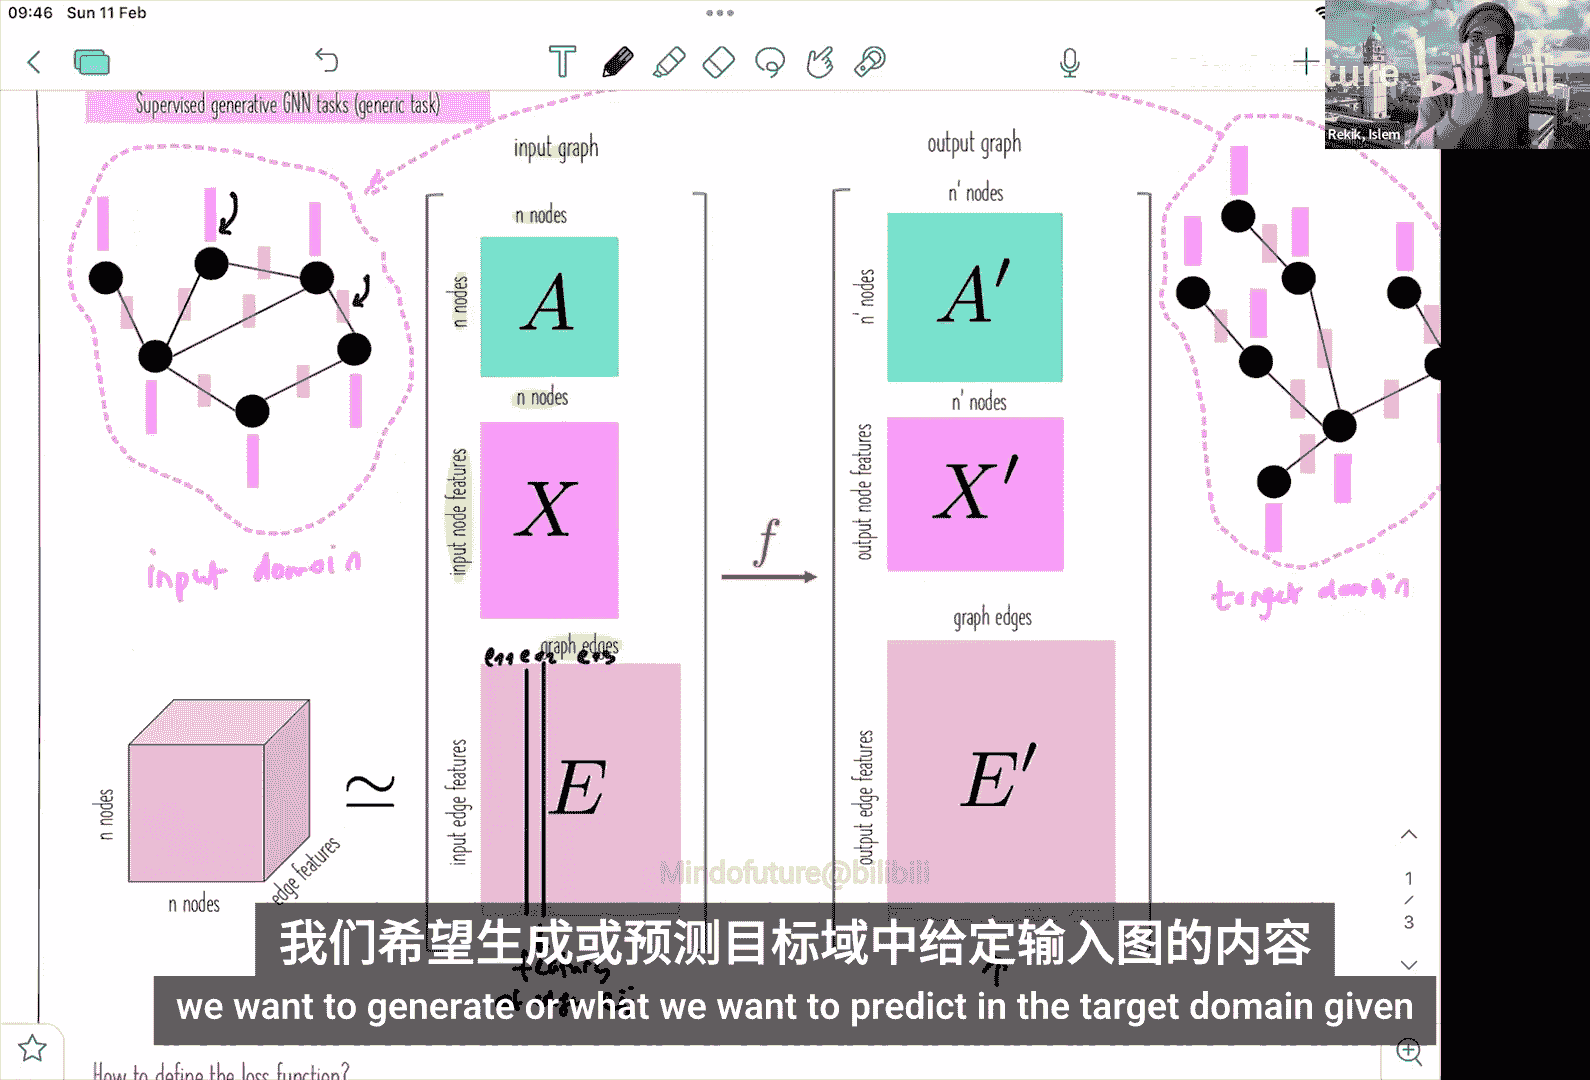 09:46 Sun 11 Feb
ture bilibili
Rekik, Islem
Supervised generative GNN tasks (generic task)
input graph
output graph
n nodes
n' nodes
n nodes
A
n' nodes
A′
n nodes
n' nodes
input node features
X
output node features
X′
f
input domain
target domain
graph edges
graph edges
input edge features
E
output edge features
E′
n nodes
≃
edge features
n nodes
Mindofuture@bilibili
1
/
3
我们希望生成或预测目标域中给定输入图的内容
we want to generate or what we want to predict in the target domain given
How to define the loss function?